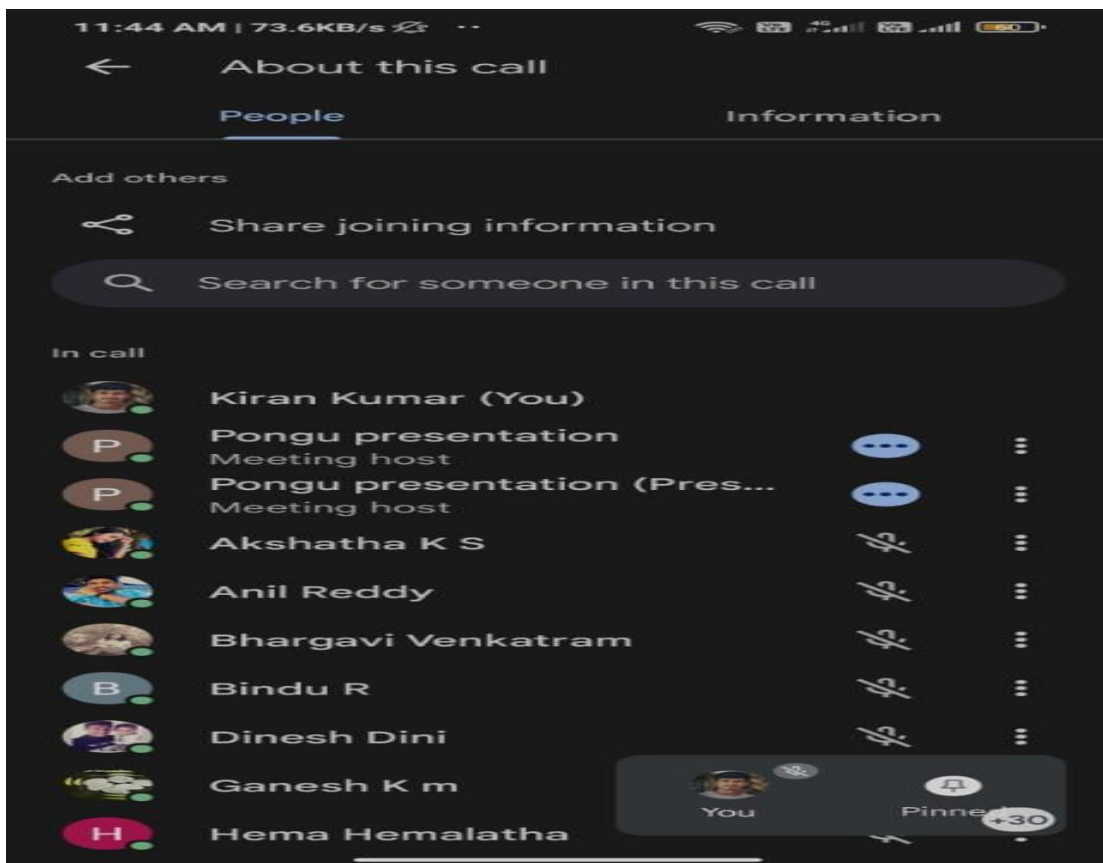 11:44 AM | 73.6KB/s
4G 60
About this call
People Information
Add others
Share joining information
Search for someone in this call
In call
Kiran Kumar (You)
Pongu presentation
Meeting host
Pongu presentation (Pres...
Meeting host
Akshatha K S
Anil Reddy
Bhargavi Venkatram
B Bindu R
Dinesh Dini
Ganesh K m
You
+30
H Hema Hemalatha